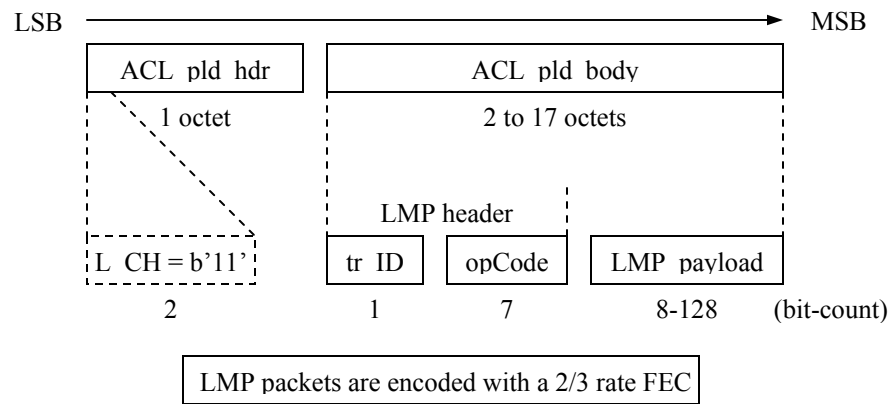 LSB MSB
ACL pld hdr ACL pld body
1 octet 2 to 17 octets
LMP header
L CH = b’11’ tr ID opCode LMP payload
2 1 7 8-128 (bit-count)
LMP packets are encoded with a 2/3 rate FEC